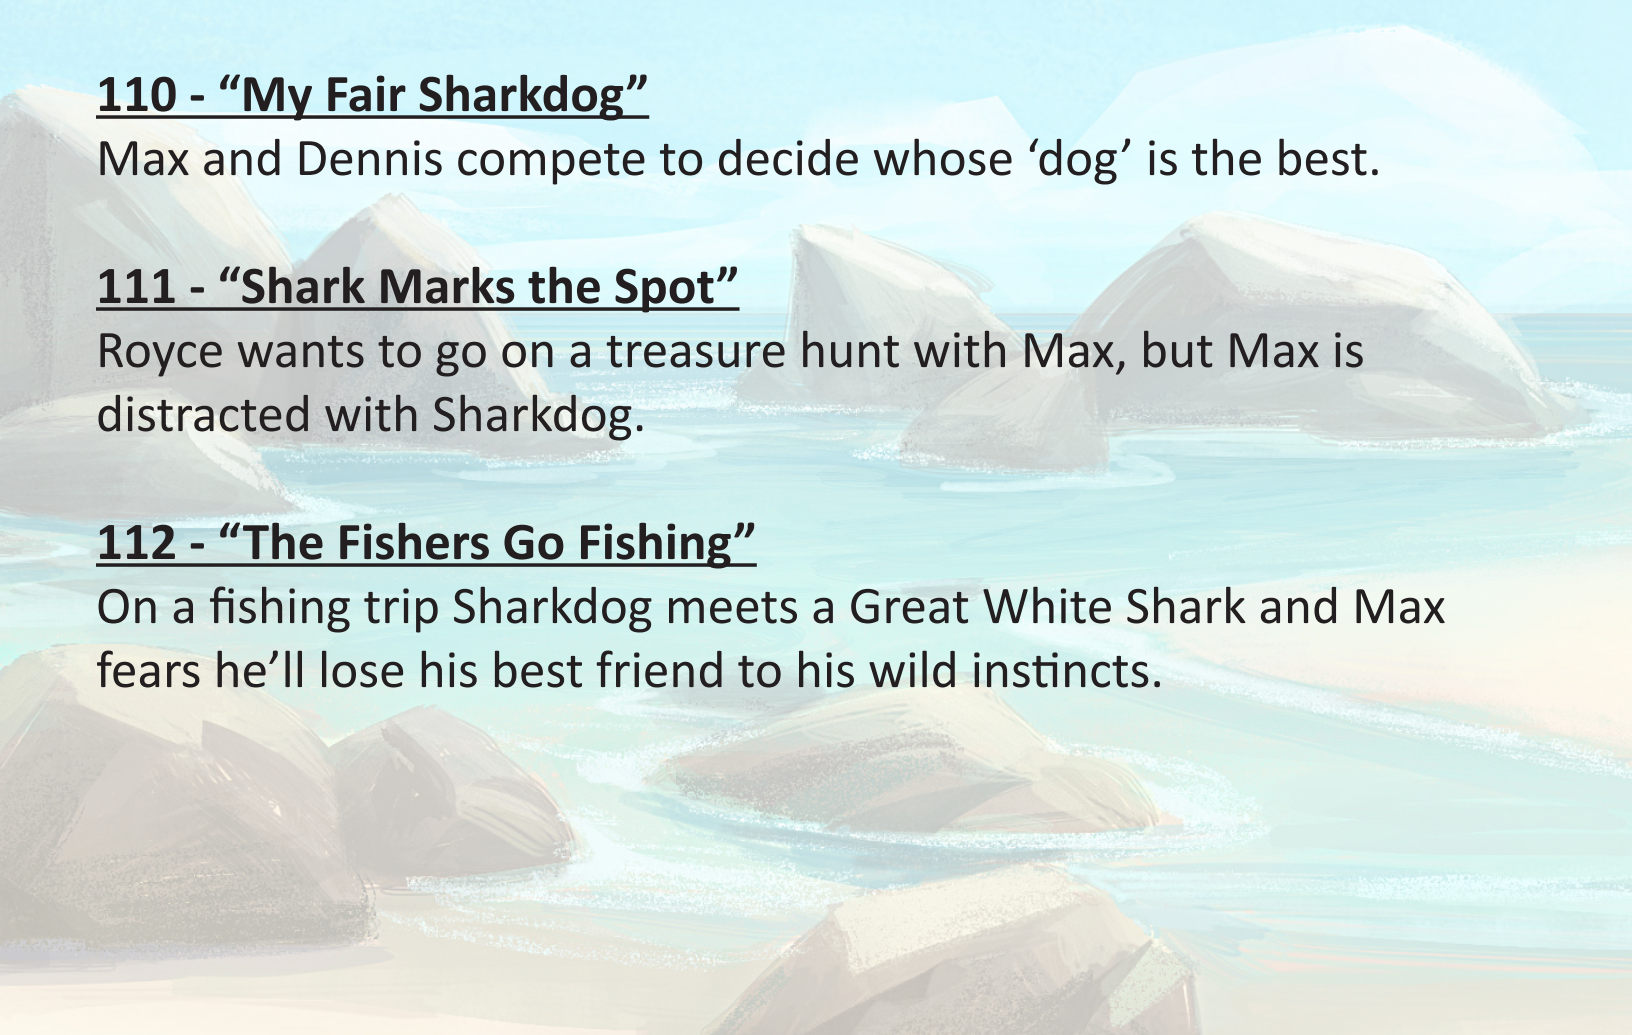 110 - “My Fair Sharkdog”
Max and Dennis compete to decide whose ‘dog’ is the best.
111 - “Shark Marks the Spot”
Royce wants to go on a treasure hunt with Max, but Max is
distracted with Sharkdog.
112 - “The Fishers Go Fishing”
On a fishing trip Sharkdog meets a Great White Shark and Max
fears he’ll lose his best friend to his wild instincts.